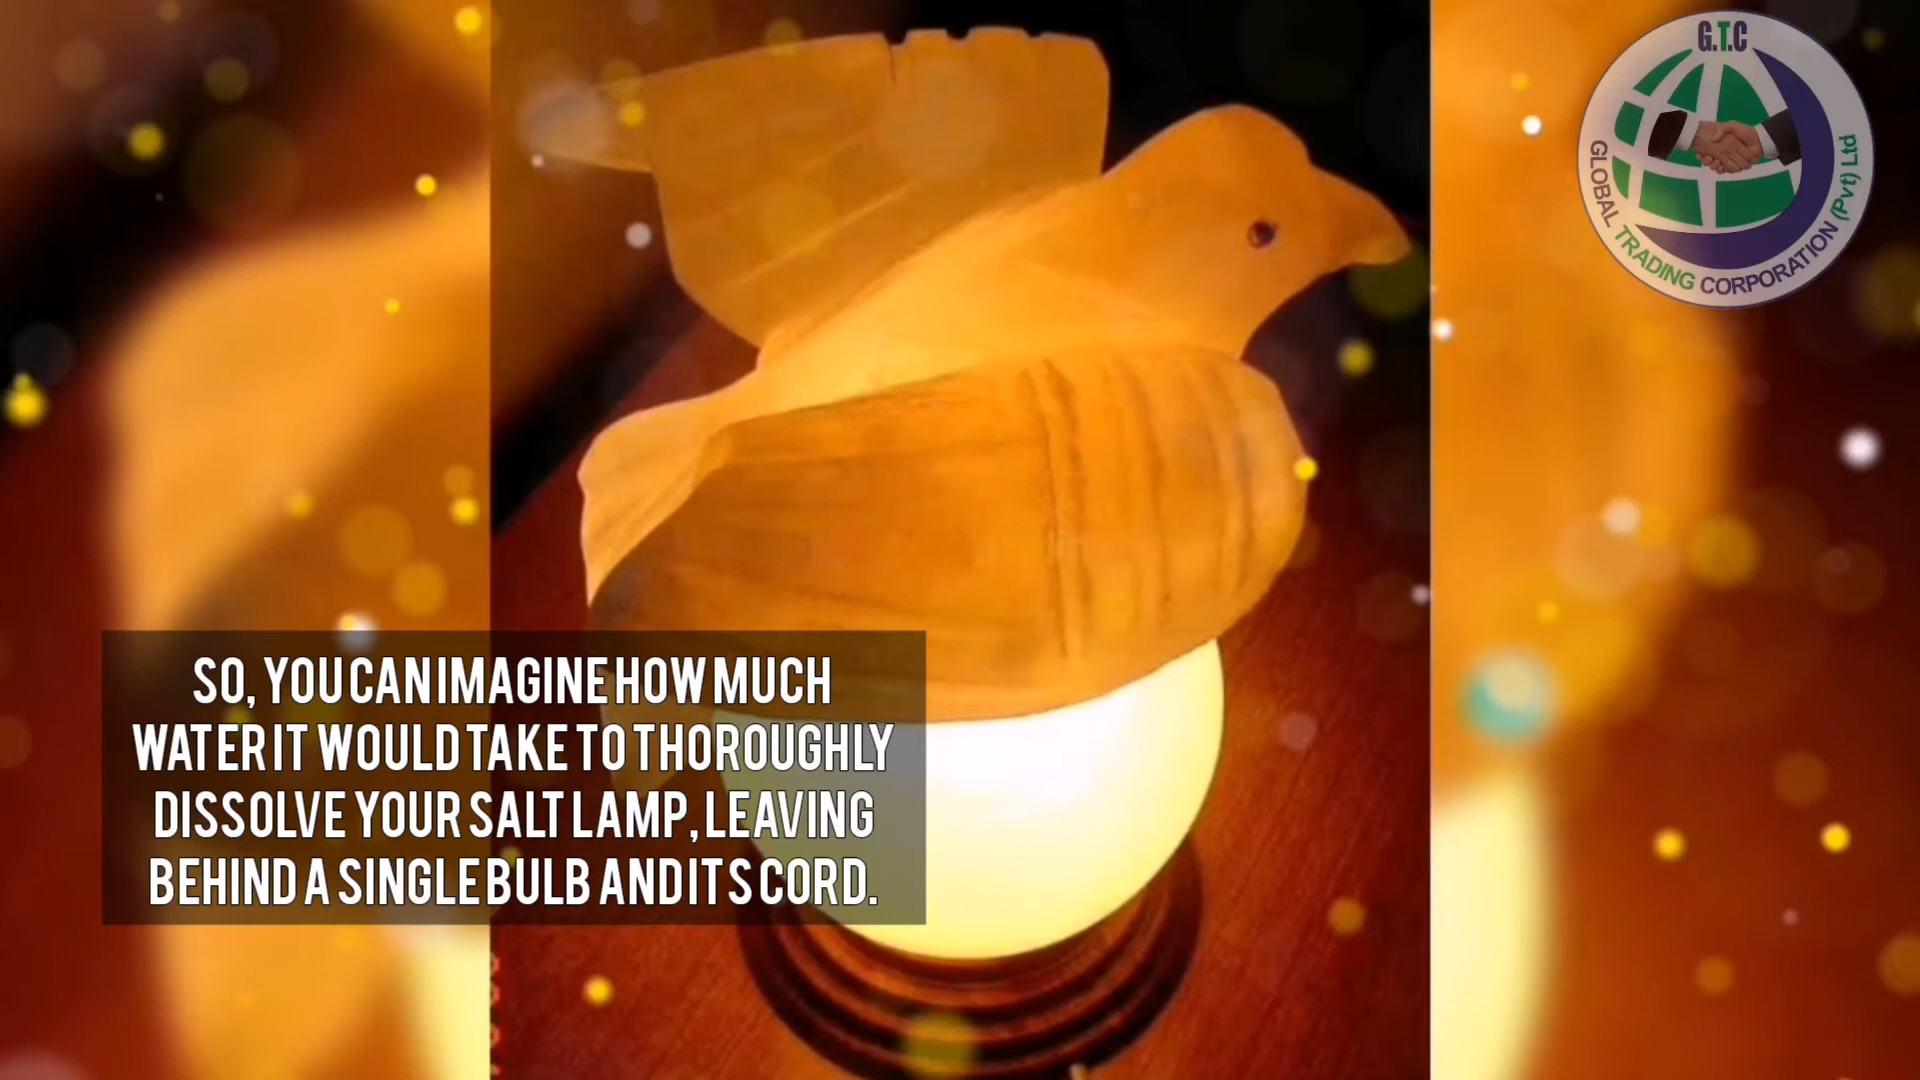 G.T.C
GLOBAL TRADING CORPORATION (Pvt) Ltd
SO, YOU CAN IMAGINE HOW MUCH
WATER IT WOULD TAKE TO THOROUGHLY
DISSOLVE YOUR SALT LAMP, LEAVING
BEHIND A SINGLE BULB AND ITS CORD.